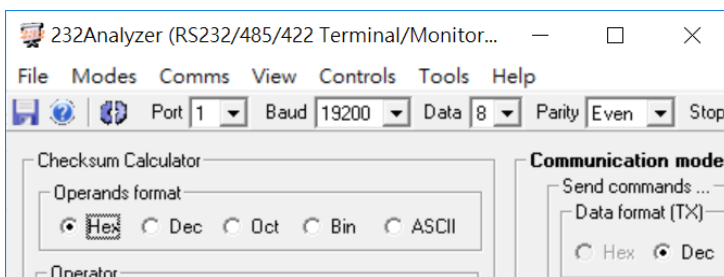 232Analyzer (RS232/485/422 Terminal/Monitor...
File Modes Comms View Controls Tools Help
Port 1 Baud 19200 Data 8 Parity Even Stop
Checksum Calculator
Operands format
Hex Dec Oct Bin ASCII
Operator
Communication mode
Send commands ...
Data format (TX)
Hex Dec